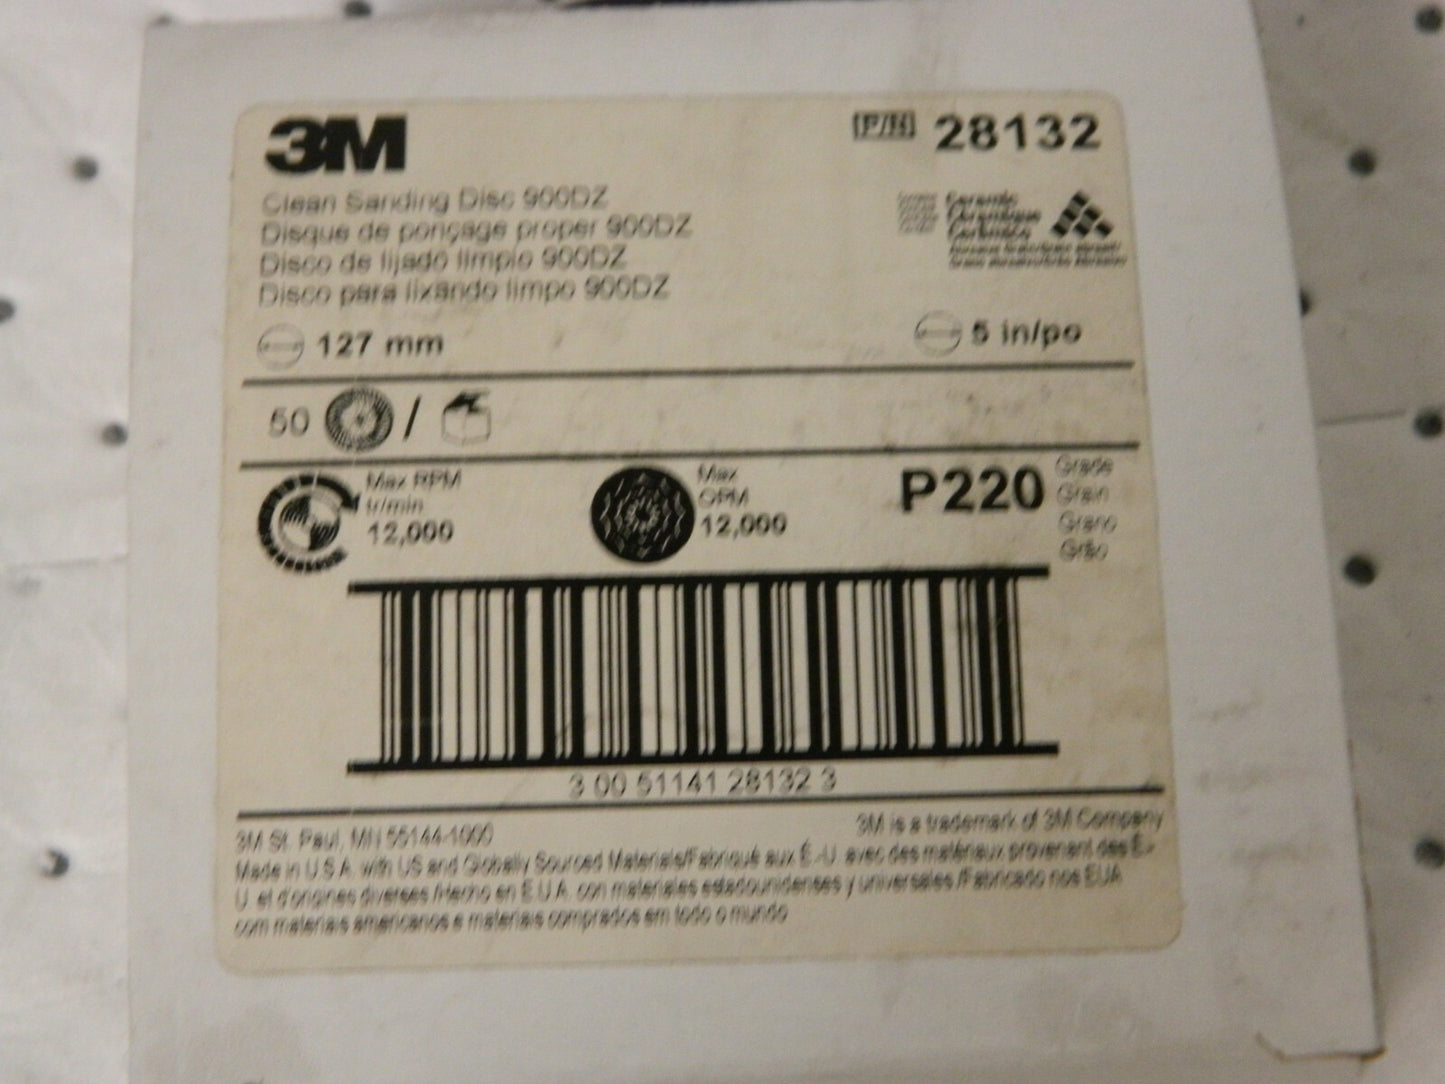 3M
P/N 28132
Clean Sanding Disc 900DZ
Disque de ponçage proper 900DZ
Disco de lijado limpio 900DZ
Disco para lixando limpo 900DZ
Ceramic
Céramique
Cerámico
127 mm
5 in/po
50 /
Max RPM
tr/min
12,000
Max
OPM
12,000
P220
Grade
Grain
Grano
Grão
3 00 51141 28132 3
3M St. Paul, MN 55144-1000
3M is a trademark of 3M Company
Made in U.S.A. with US and Globally Sourced Materials/Fabriqué aux É.-U. avec des matériaux provenant des É.-
U. et d'origines diverses /Hecho en E.U.A. con materiales estadounidenses y universales /Fabricado nos EUA
com materiais americanos e materiais comprados em todo o mundo